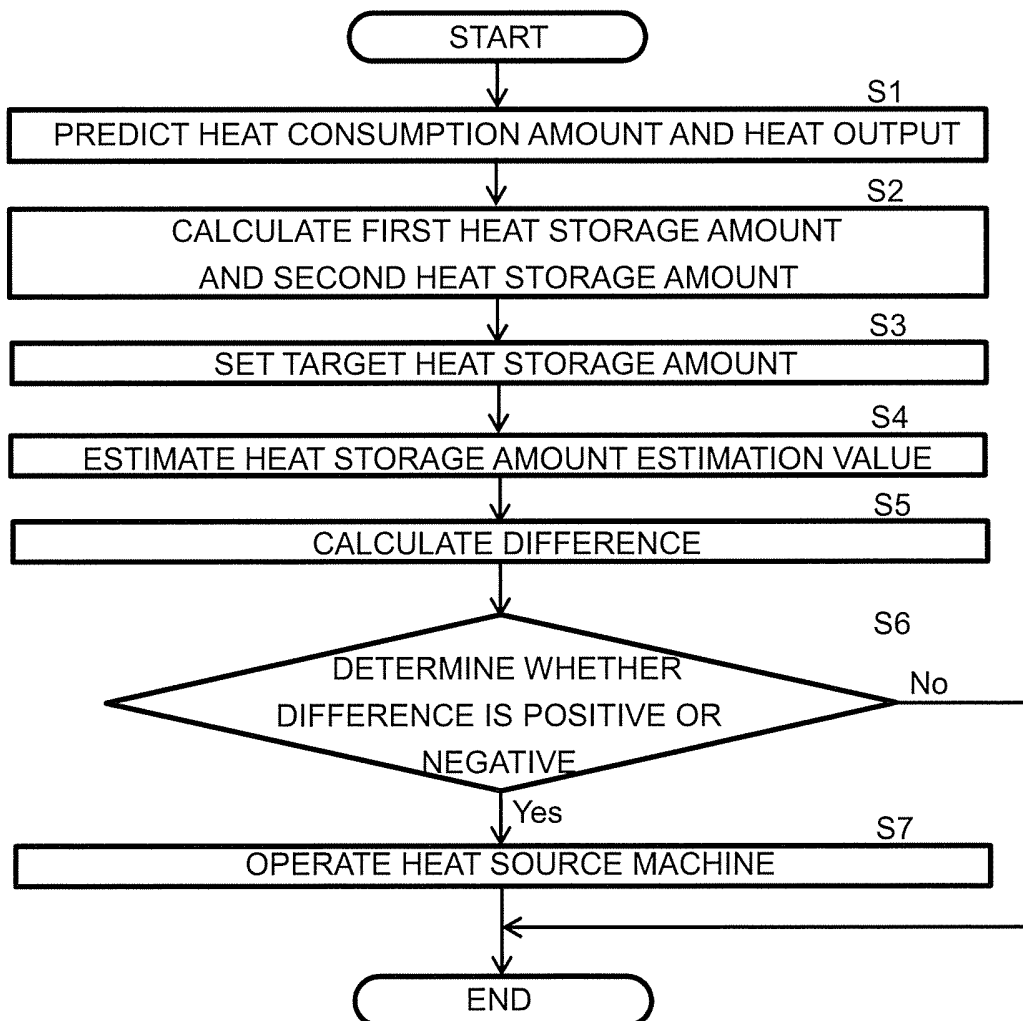 START
S1
PREDICT HEAT CONSUMPTION AMOUNT AND HEAT OUTPUT
S2
CALCULATE FIRST HEAT STORAGE AMOUNT
AND SECOND HEAT STORAGE AMOUNT
S3
SET TARGET HEAT STORAGE AMOUNT
S4
ESTIMATE HEAT STORAGE AMOUNT ESTIMATION VALUE
S5
CALCULATE DIFFERENCE
S6
DETERMINE WHETHER
DIFFERENCE IS POSITIVE OR
NEGATIVE
No
Yes
S7
OPERATE HEAT SOURCE MACHINE
END